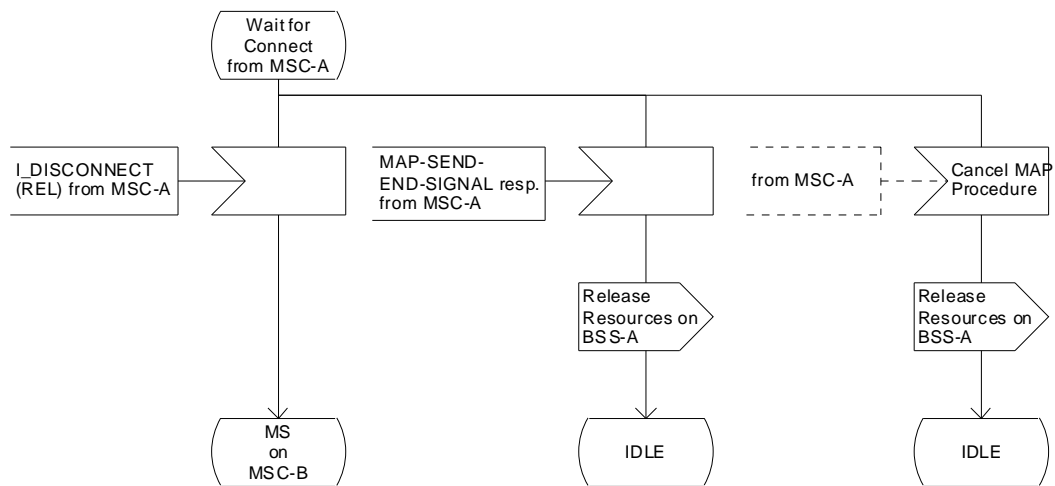 Wait for
Connect
from MSC-A
I_DISCONNECT
(REL) from MSC-A
MAP-SEND-
END-SIGNAL resp.
from MSC-A
from MSC-A
Cancel MAP
Procedure
Release
Resources on
BSS-A
Release
Resources on
BSS-A
MS
on
MSC-B
IDLE
IDLE